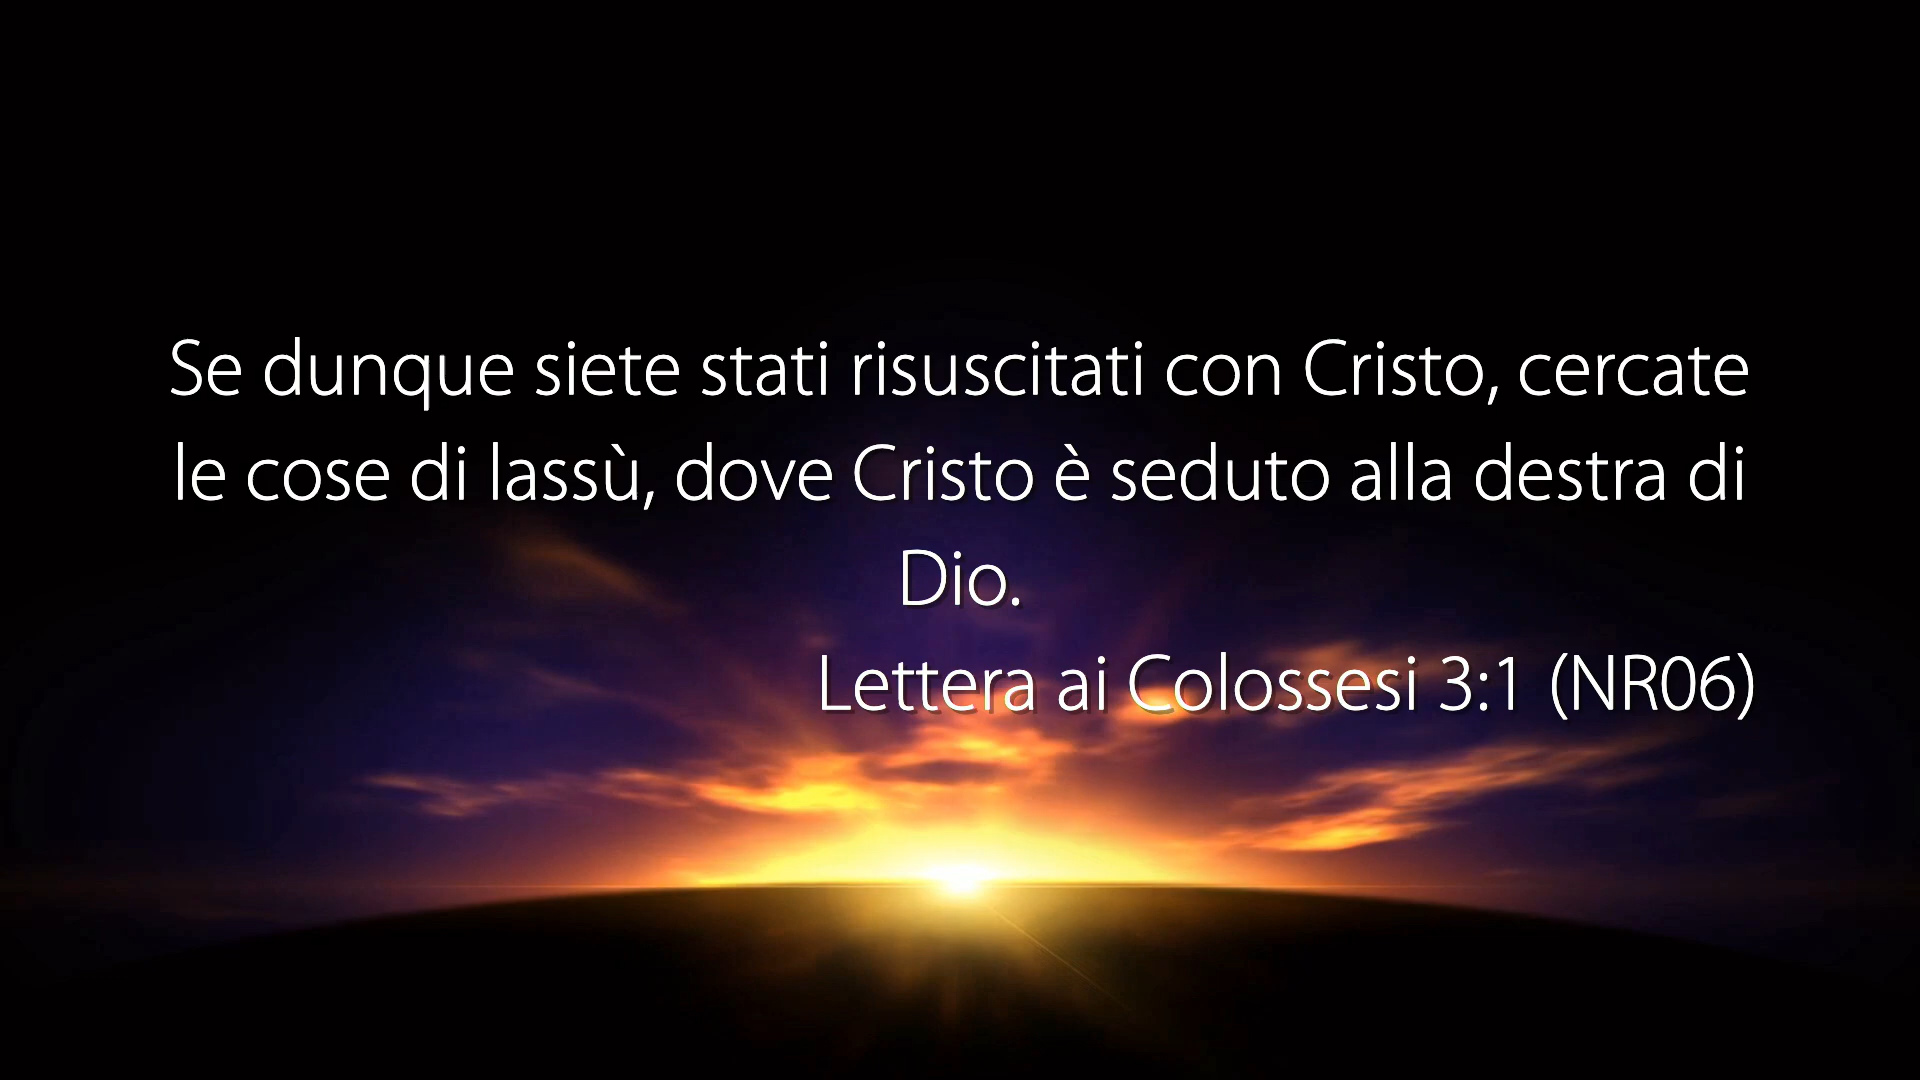 Se dunque siete stati risuscitati con Cristo, cercate
le cose di lassù, dove Cristo è seduto alla destra di
Dio.
Lettera ai Colossesi 3:1 (NR06)